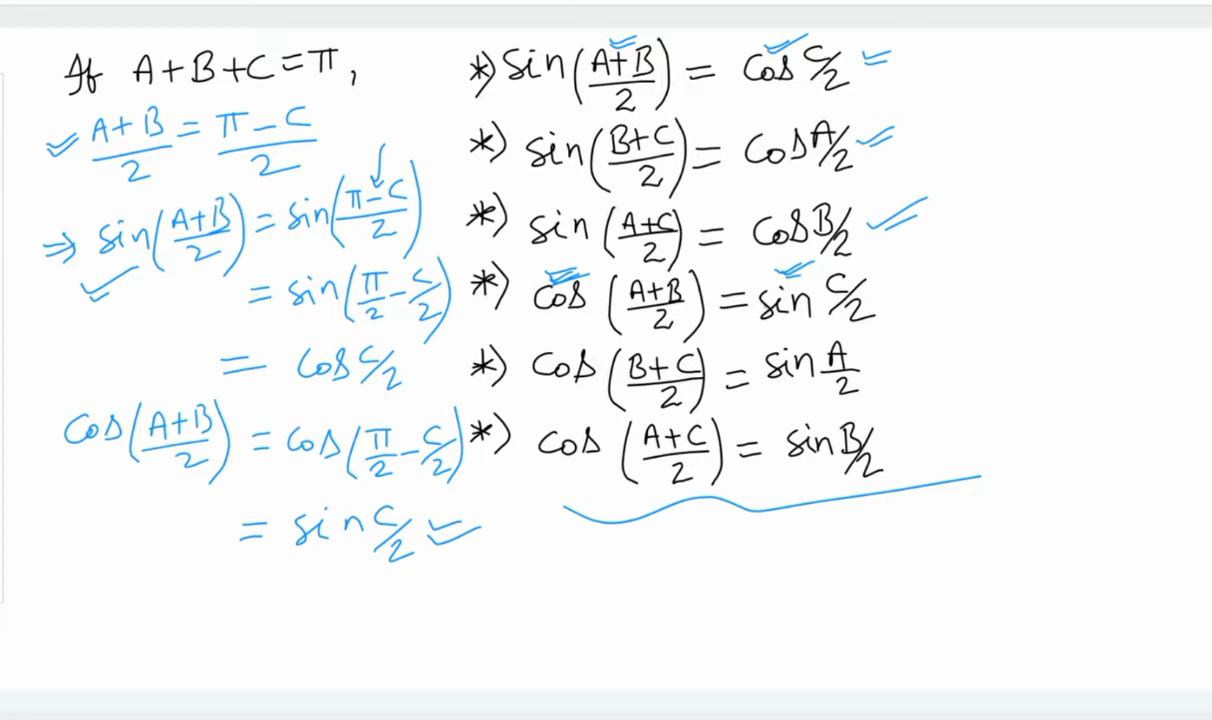 If A+B+C=π,
A+B/2 = π-C/2
⇒ sin(A+B/2) = sin(π-C/2)
= sin(π/2 - C/2)
= cos C/2
cos(A+B/2) = cos(π/2 - C/2)
= sin C/2
*) sin(A+B/2) = cos C/2
*) sin(B+C/2) = cos A/2
*) sin(A+C/2) = cos B/2
*) cos(A+B/2) = sin C/2
*) cos(B+C/2) = sin A/2
*) cos(A+C/2) = sin B/2